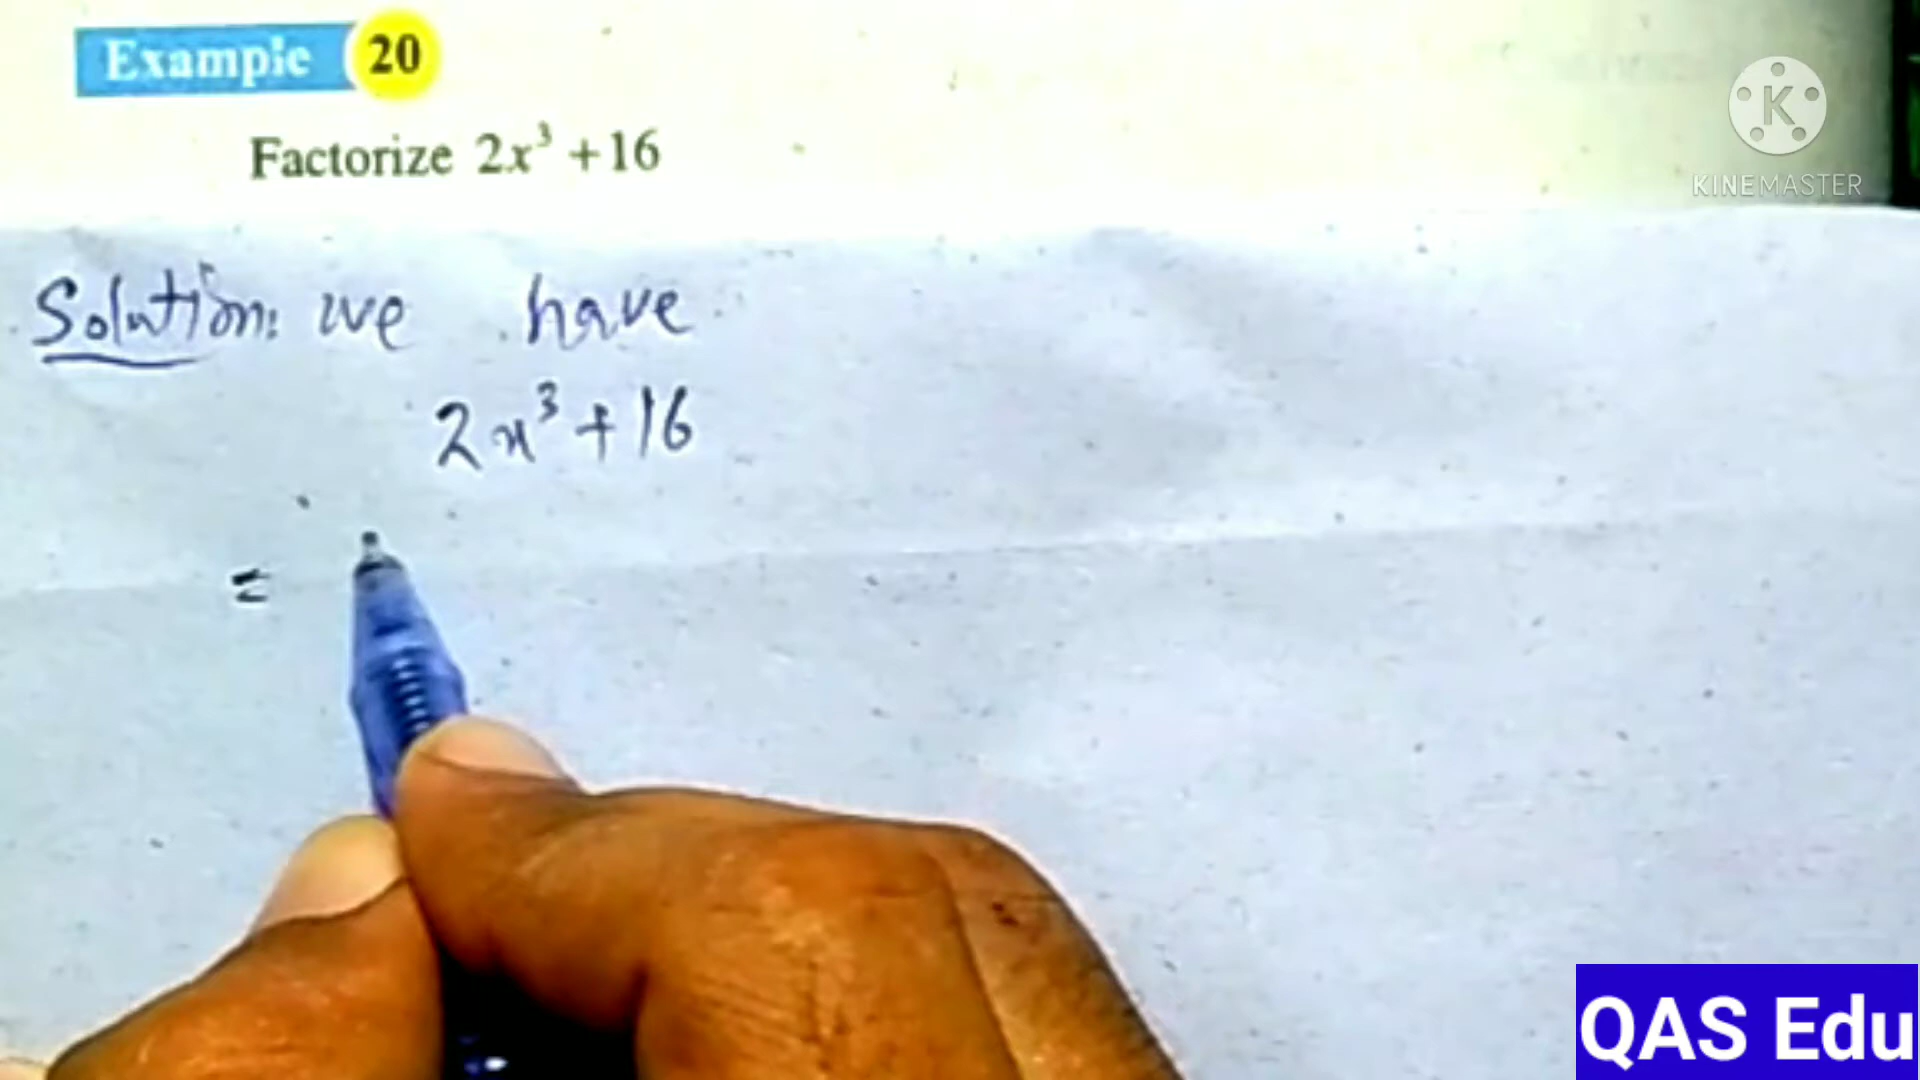 Example 20
Factorize 2x³ + 16
KINEMASTER
Solution: we have
2x³ + 16
=
QAS Edu